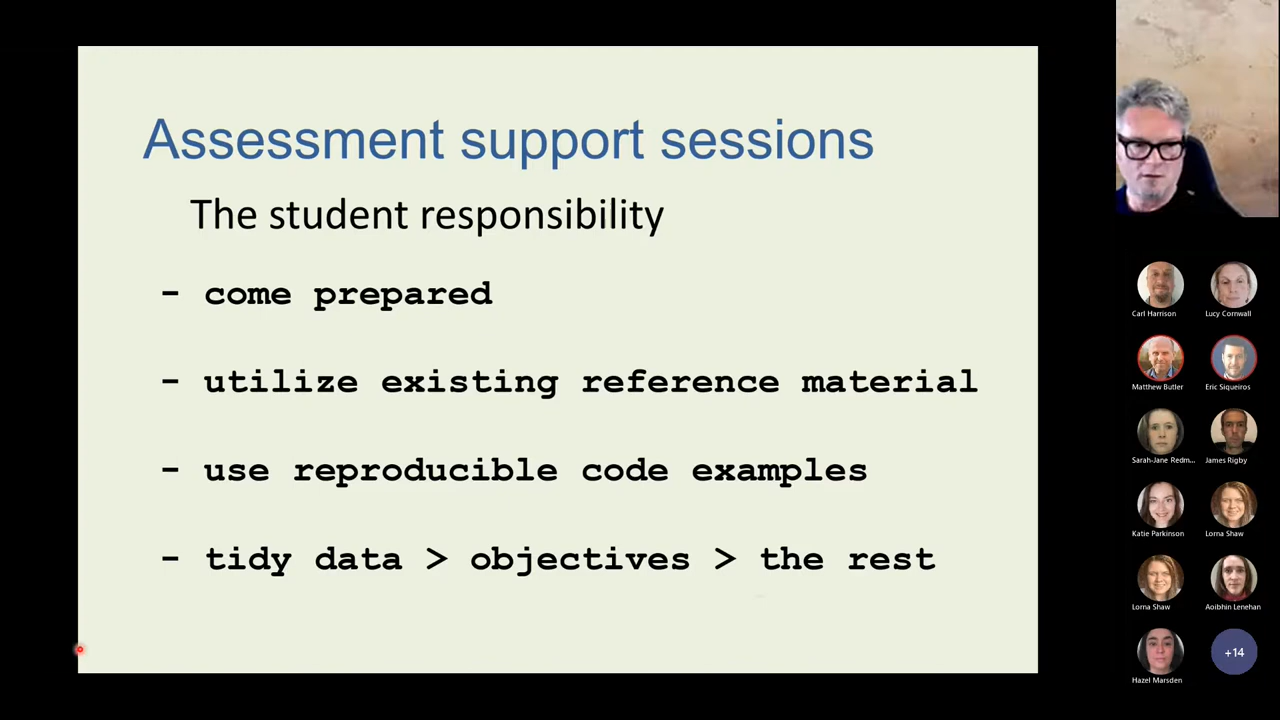 Assessment support sessions
The student responsibility
- come prepared
- utilize existing reference material
- use reproducible code examples
- tidy data > objectives > the rest
Carl Harrison
Lucy Cornwall
Matthew Butler
Eric Siqueiros
Sarah-Jane Redm...
James Rigby
Katie Parkinson
Lorna Shaw
Lorna Shaw
Aoibhin Lenehan
Hazel Marsden
+14